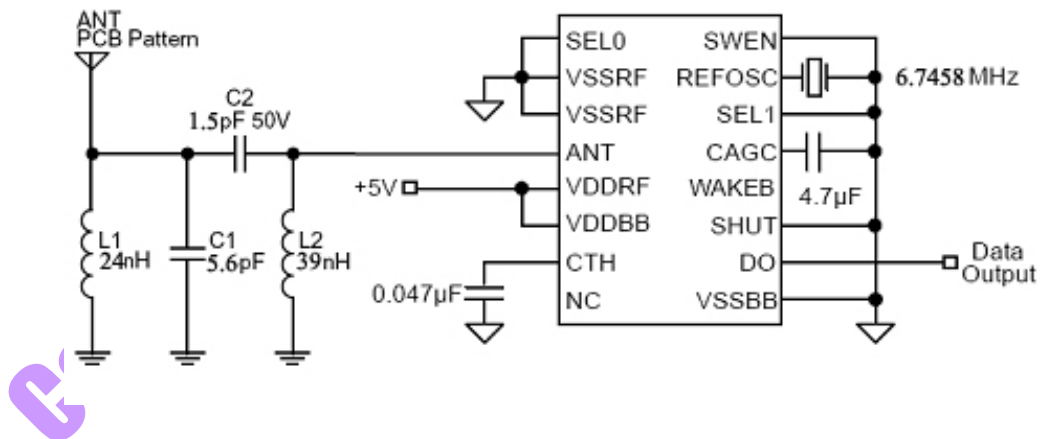 ANT
PCB Pattern
C2
1.5pF 50V
L1
24nH
C1
5.6pF
L2
39nH
+5V
0.047µF
SEL0
VSSRF
VSSRF
ANT
VDDRF
VDDBB
CTH
NC
SWEN
REFOSC
SEL1
CAGC
WAKEB
SHUT
DO
VSSBB
6.7458 MHz
4.7µF
Data
Output